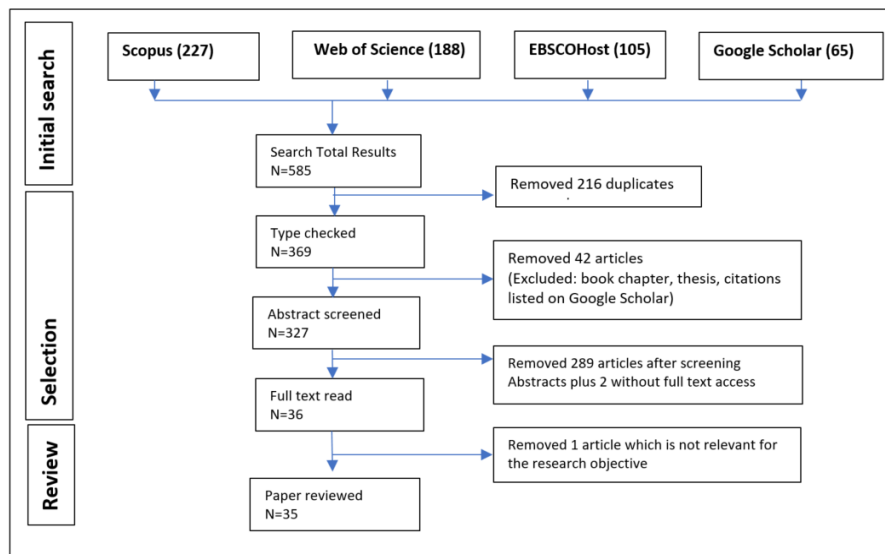 Initial search
Scopus (227)
Web of Science (188)
EBSCOHost (105)
Google Scholar (65)
Search Total Results
N=585
Removed 216 duplicates
Selection
Type checked
N=369
Removed 42 articles
(Excluded: book chapter, thesis, citations
listed on Google Scholar)
Abstract screened
N=327
Removed 289 articles after screening
Abstracts plus 2 without full text access
Full text read
N=36
Review
Removed 1 article which is not relevant for
the research objective
Paper reviewed
N=35